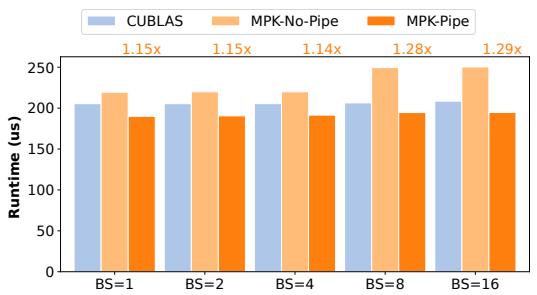 CUBLAS MPK-No-Pipe MPK-Pipe
1.15x 1.15x 1.14x 1.28x 1.29x
250
200
150
100
50
0
Runtime (us)
BS=1 BS=2 BS=4 BS=8 BS=16